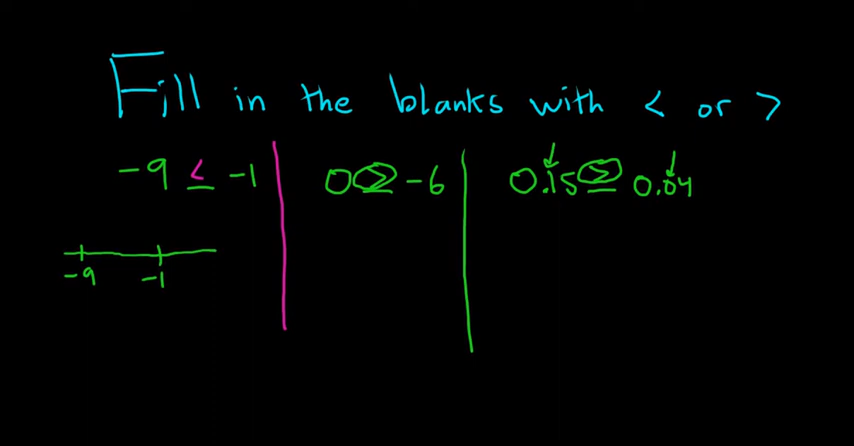 Fill in the blanks with < or >
-9 < -1
0 > -6
0.15 > 0.04
-9 -1